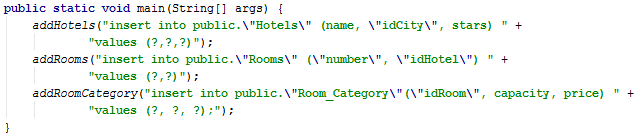 public static void main(String[] args) {
addHotels("insert into public.\"Hotels\" (name, \"idCity\", stars) " +
"values (?,?,?)");
addRooms("insert into public.\"Rooms\" (\"number\", \"idHotel\") " +
"values (?,?)");
addRoomCategory("insert into public.\"Room_Category\"(\"idRoom\", capacity, price) " +
"values (?, ?, ?);");
}